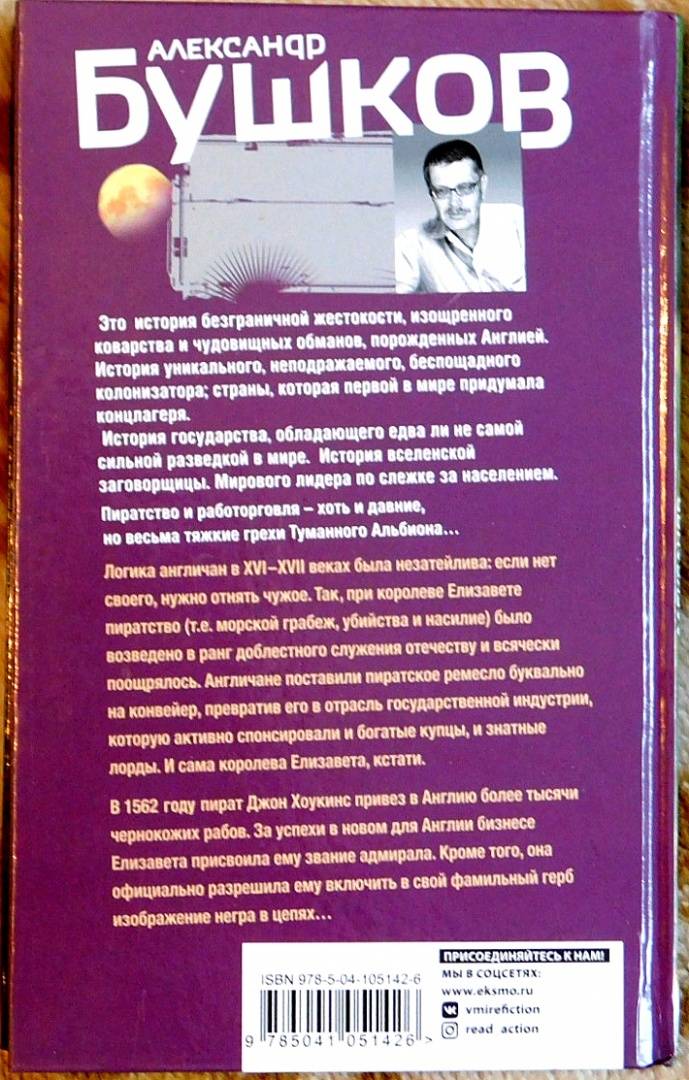 АЛЕКСАНДР
БУШКОВ
Это история безграничной жестокости, изощренного
коварства и чудовищных обманов, порожденных Англией.
История уникального, неподражаемого, беспощадного
колонизатора; страны, которая первой в мире придумала
концлагеря.
История государства, обладающего едва ли не самой
сильной разведкой в мире. История вселенской
заговорщицы. Мирового лидера по слежке за населением.
Пиратство и работорговля – хоть и давние,
но весьма тяжкие грехи Туманного Альбиона...
Логика англичан в XVI–XVII веках была незатейлива: если нет
своего, нужно отнять чужое. Так, при королеве Елизавете
пиратство (т.е. морской грабеж, убийства и насилие) было
возведено в ранг доблестного служения отечеству и всячески
поощрялось. Англичане поставили пиратское ремесло буквально
на конвейер, превратив его в отрасль государственной индустрии,
которую активно спонсировали и богатые купцы, и знатные
лорды. И сама королева Елизавета, кстати.
В 1562 году пират Джон Хоукинс привез в Англию более тысячи
чернокожих рабов. За успехи в новом для Англии бизнесе
Елизавета присвоила ему звание адмирала. Кроме того, она
официально разрешила ему включить в свой фамильный герб
изображение негра в цепях...
ISBN 978-5-04-105142-6
9 785041 051426 >
ПРИСОЕДИНЯЙТЕСЬ К НАМ!
МЫ В СОЦСЕТЯХ:
www.eksmo.ru
vmirefiction
read_action